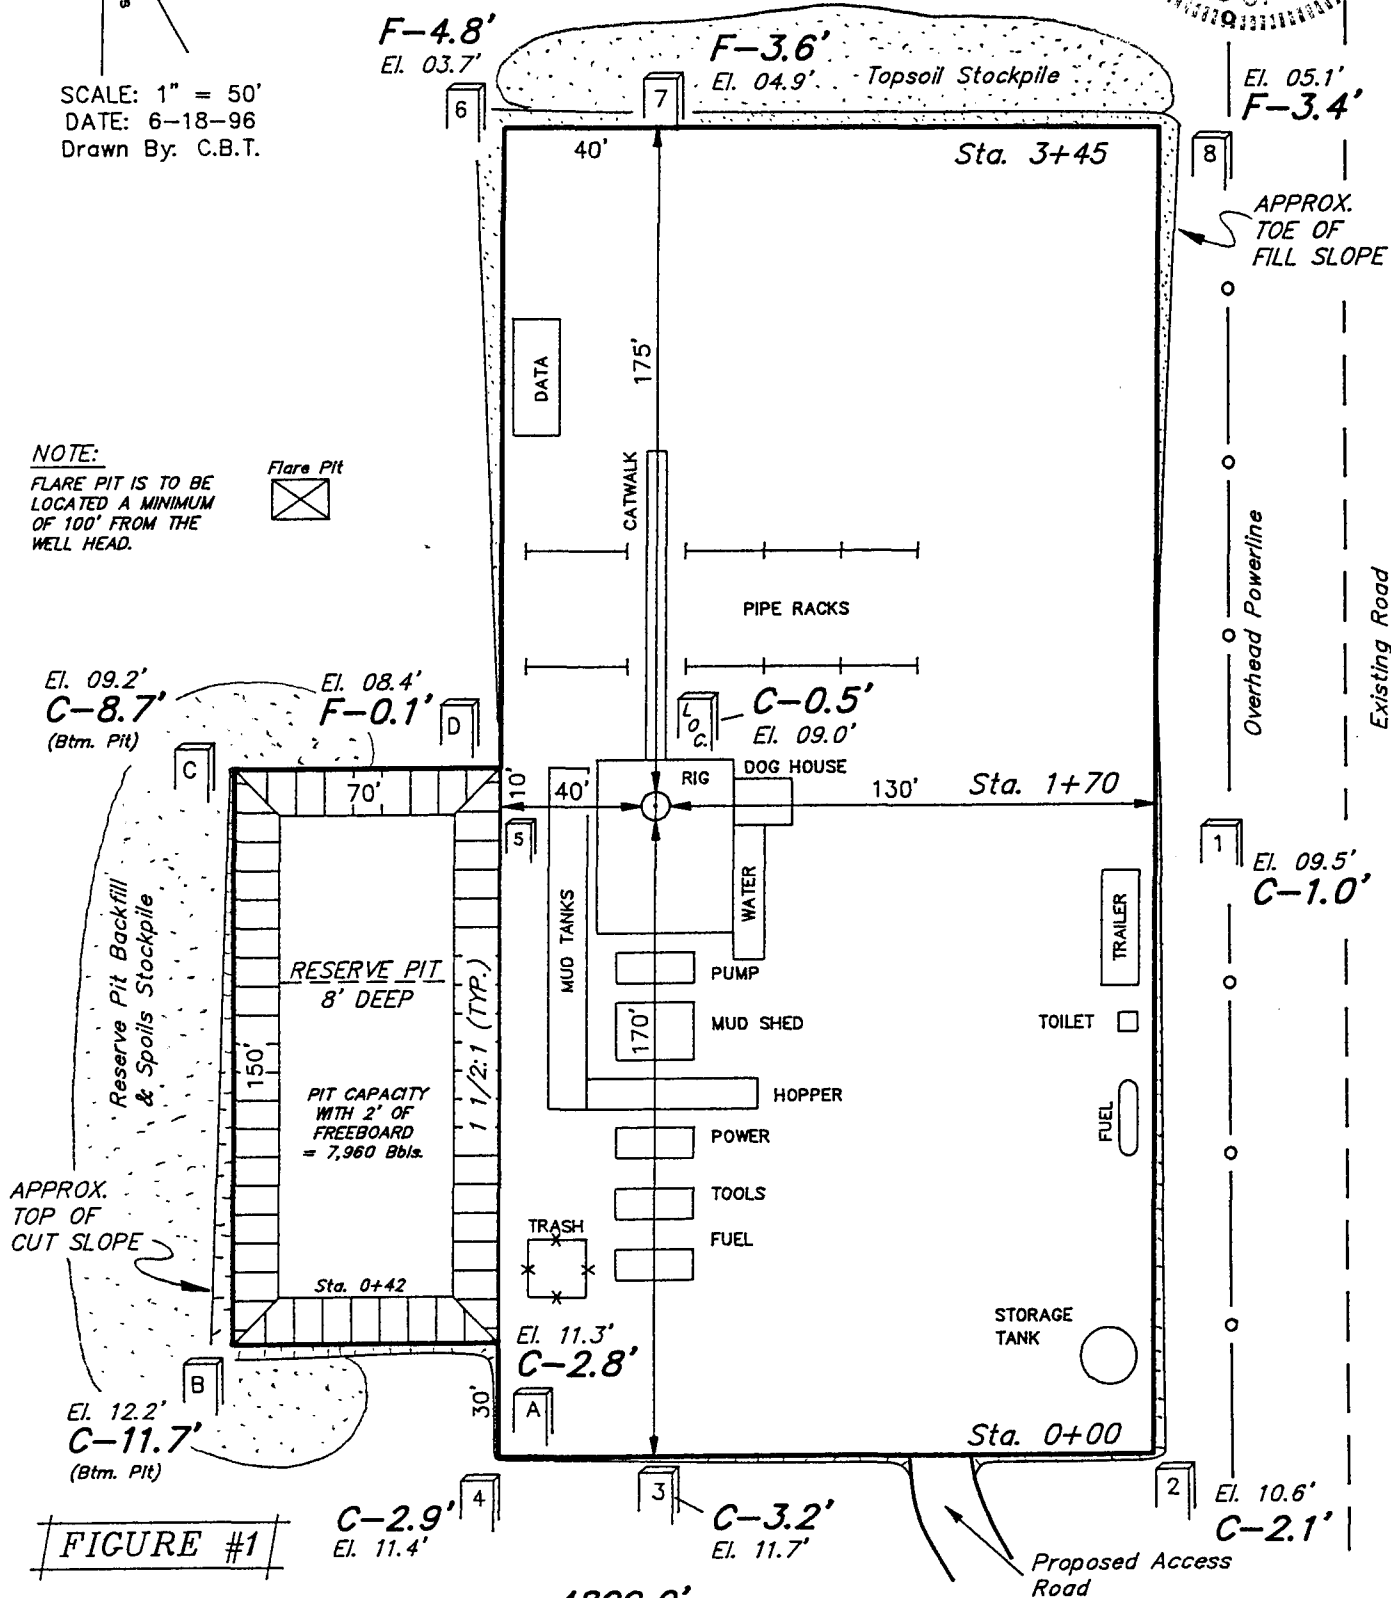 SCALE: 1" = 50'
DATE: 6-18-96
Drawn By: C.B.T.
F-4.8'
El. 03.7'
6
F-3.6'
El. 04.9'
7
Topsoil Stockpile
El. 05.1'
F-3.4'
8
40'
Sta. 3+45
APPROX.
TOE OF
FILL SLOPE
175'
DATA
NOTE:
FLARE PIT IS TO BE
LOCATED A MINIMUM
OF 100' FROM THE
WELL HEAD.
Flare Pit
CATWALK
PIPE RACKS
Overhead Powerline
Existing Road
El. 09.2'
C-8.7'
(Btm. Pit)
C
El. 08.4'
F-0.1'
D
LOC.
C-0.5'
El. 09.0'
70'
10'
40'
RIG
DOG HOUSE
130'
Sta. 1+70
5
1
El. 09.5'
C-1.0'
Reserve Pit Backfill
& Spoils Stockpile
RESERVE PIT
8' DEEP
1 1/2:1 (TYP.)
150'
PIT CAPACITY
WITH 2' OF
FREEBOARD
= 7,960 Bbls.
MUD TANKS
WATER
TRAILER
PUMP
170'
MUD SHED
TOILET
HOPPER
FUEL
POWER
TOOLS
FUEL
TRASH
APPROX.
TOP OF
CUT SLOPE
Sta. 0+42
STORAGE
TANK
El. 11.3'
C-2.8'
A
B
30'
El. 12.2'
C-11.7'
(Btm. Pit)
Sta. 0+00
4
C-2.9'
El. 11.4'
3
C-3.2'
El. 11.7'
2
El. 10.6'
C-2.1'
Proposed Access
Road
FIGURE #1